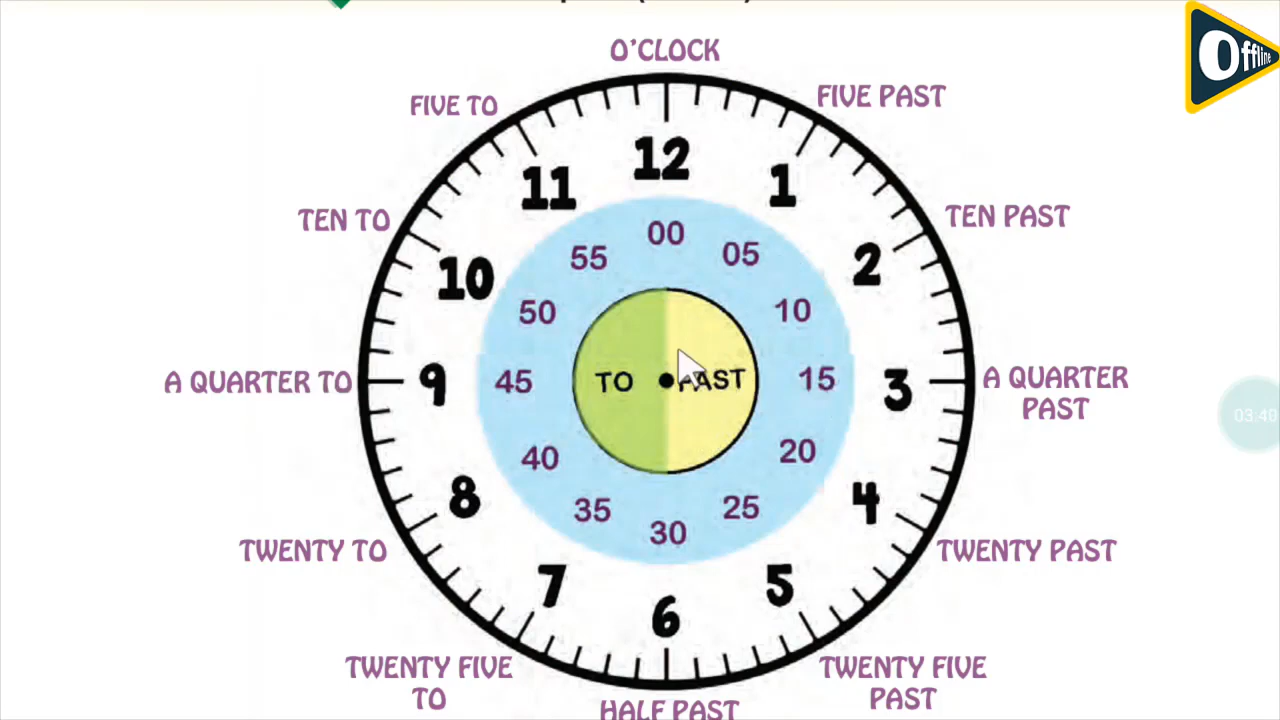 O'CLOCK
FIVE TO
FIVE PAST
TEN TO
TEN PAST
A QUARTER TO
A QUARTER
PAST
TWENTY TO
TWENTY PAST
TWENTY FIVE
TO
TWENTY FIVE
PAST
HALF PAST
12
1
2
3
4
5
6
7
8
9
10
11
00
05
10
15
20
25
30
35
40
45
50
55
TO
PAST
Offline